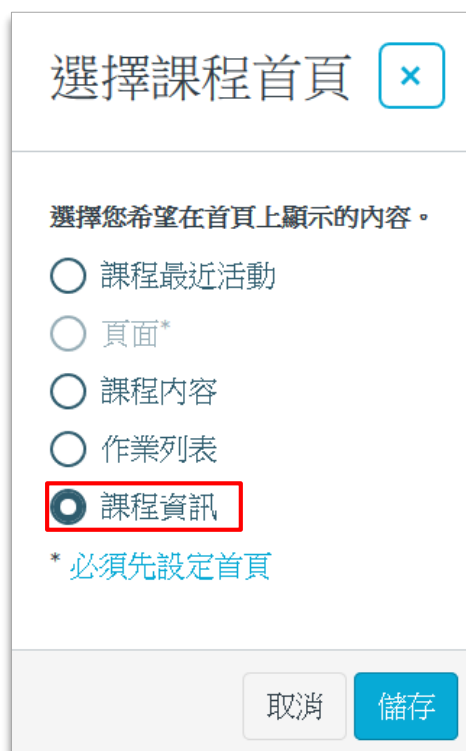 選擇課程首頁
選擇您希望在首頁上顯示的內容。
課程最近活動
頁面*
課程內容
作業列表
課程資訊
* 必須先設定首頁
取消
儲存